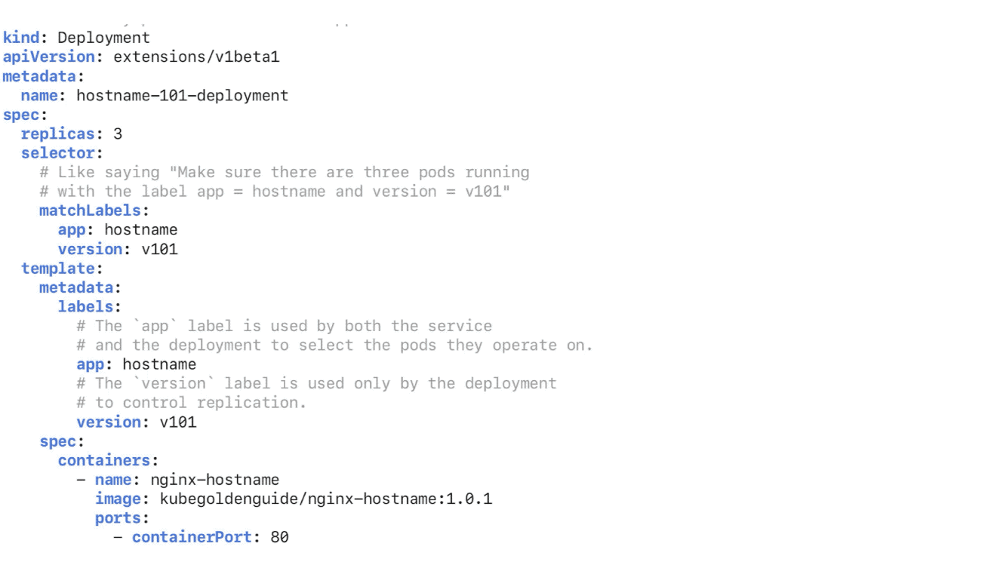 kind: Deployment
apiVersion: extensions/v1beta1
metadata:
  name: hostname-101-deployment
spec:
  replicas: 3
  selector:
    # Like saying "Make sure there are three pods running
    # with the label app = hostname and version = v101"
    matchLabels:
      app: hostname
      version: v101
  template:
    metadata:
      labels:
        # The `app` label is used by both the service
        # and the deployment to select the pods they operate on.
        app: hostname
        # The `version` label is used only by the deployment
        # to control replication.
        version: v101
    spec:
      containers:
        - name: nginx-hostname
          image: kubegoldenguide/nginx-hostname:1.0.1
          ports:
            - containerPort: 80